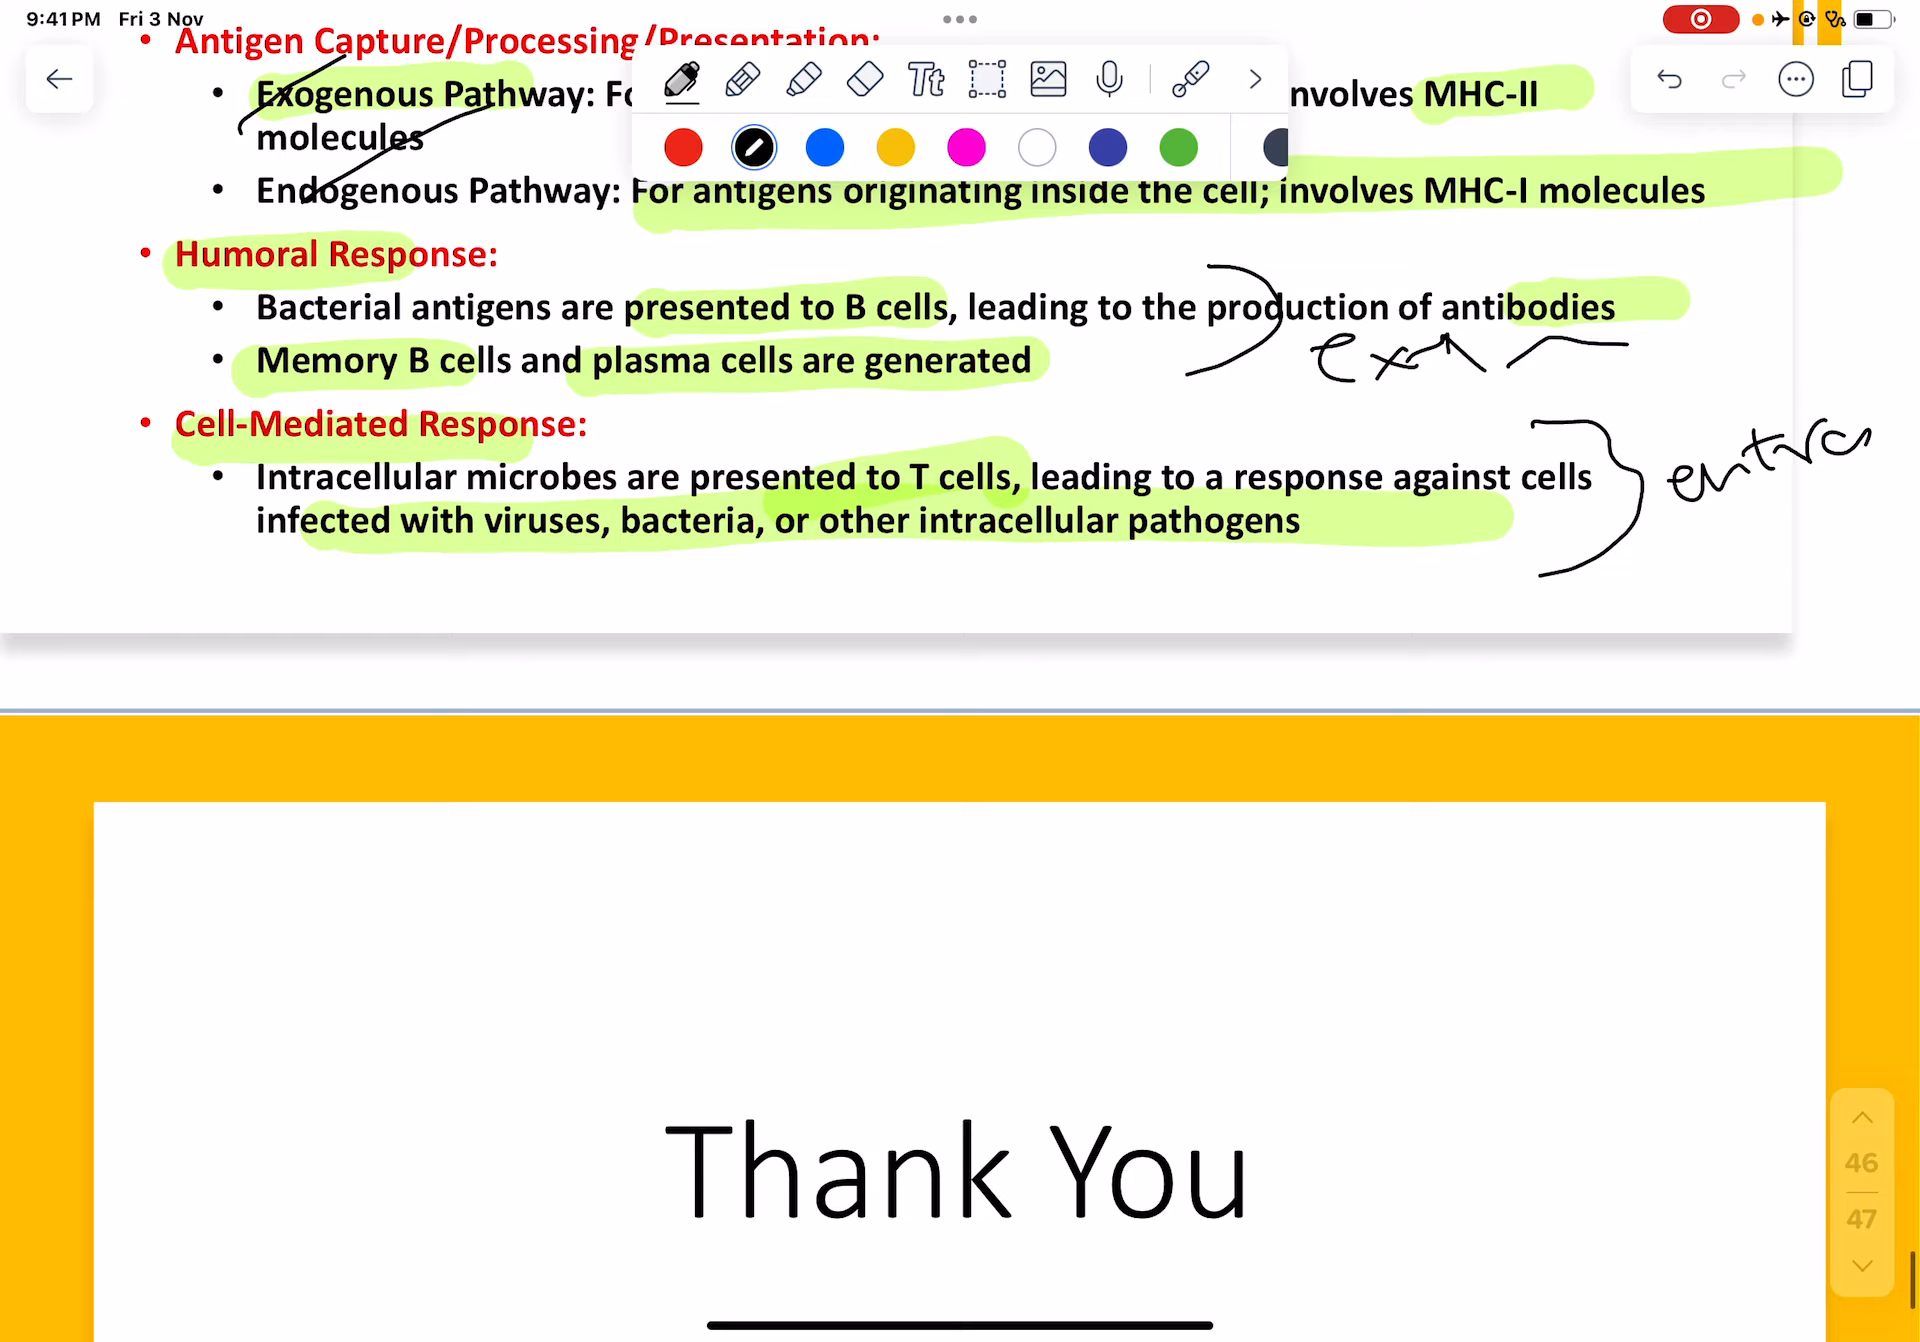 9:41 PM Fri 3 Nov
• Antigen Capture/Processing/Presentation:
• Exogenous Pathway: nvolves MHC-II
molecules
• Endogenous Pathway: For antigens originating inside the cell; involves MHC-I molecules
• Humoral Response:
• Bacterial antigens are presented to B cells, leading to the production of antibodies
• Memory B cells and plasma cells are generated
• Cell-Mediated Response:
• Intracellular microbes are presented to T cells, leading to a response against cells
infected with viruses, bacteria, or other intracellular pathogens
Tt
Thank You
46
47